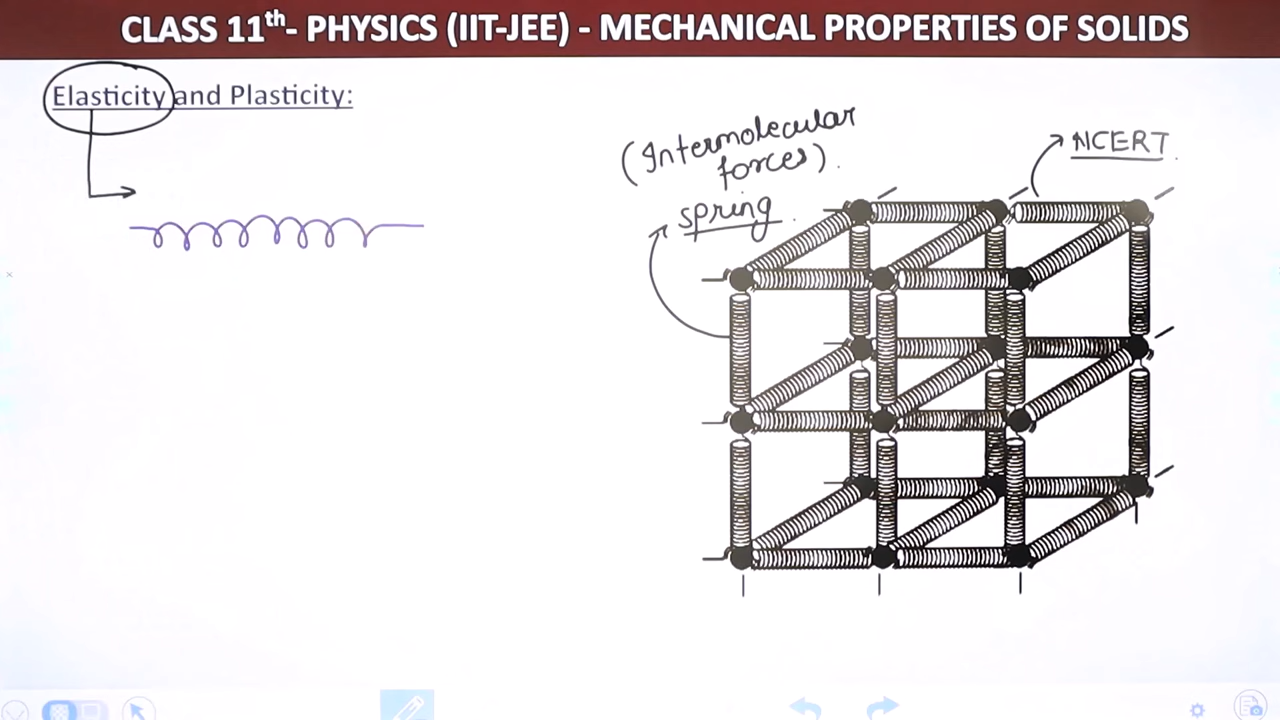 CLASS 11th- PHYSICS (IIT-JEE) - MECHANICAL PROPERTIES OF SOLIDS
Elasticity and Plasticity:
(Intermolecular
forces).
spring.
NCERT.